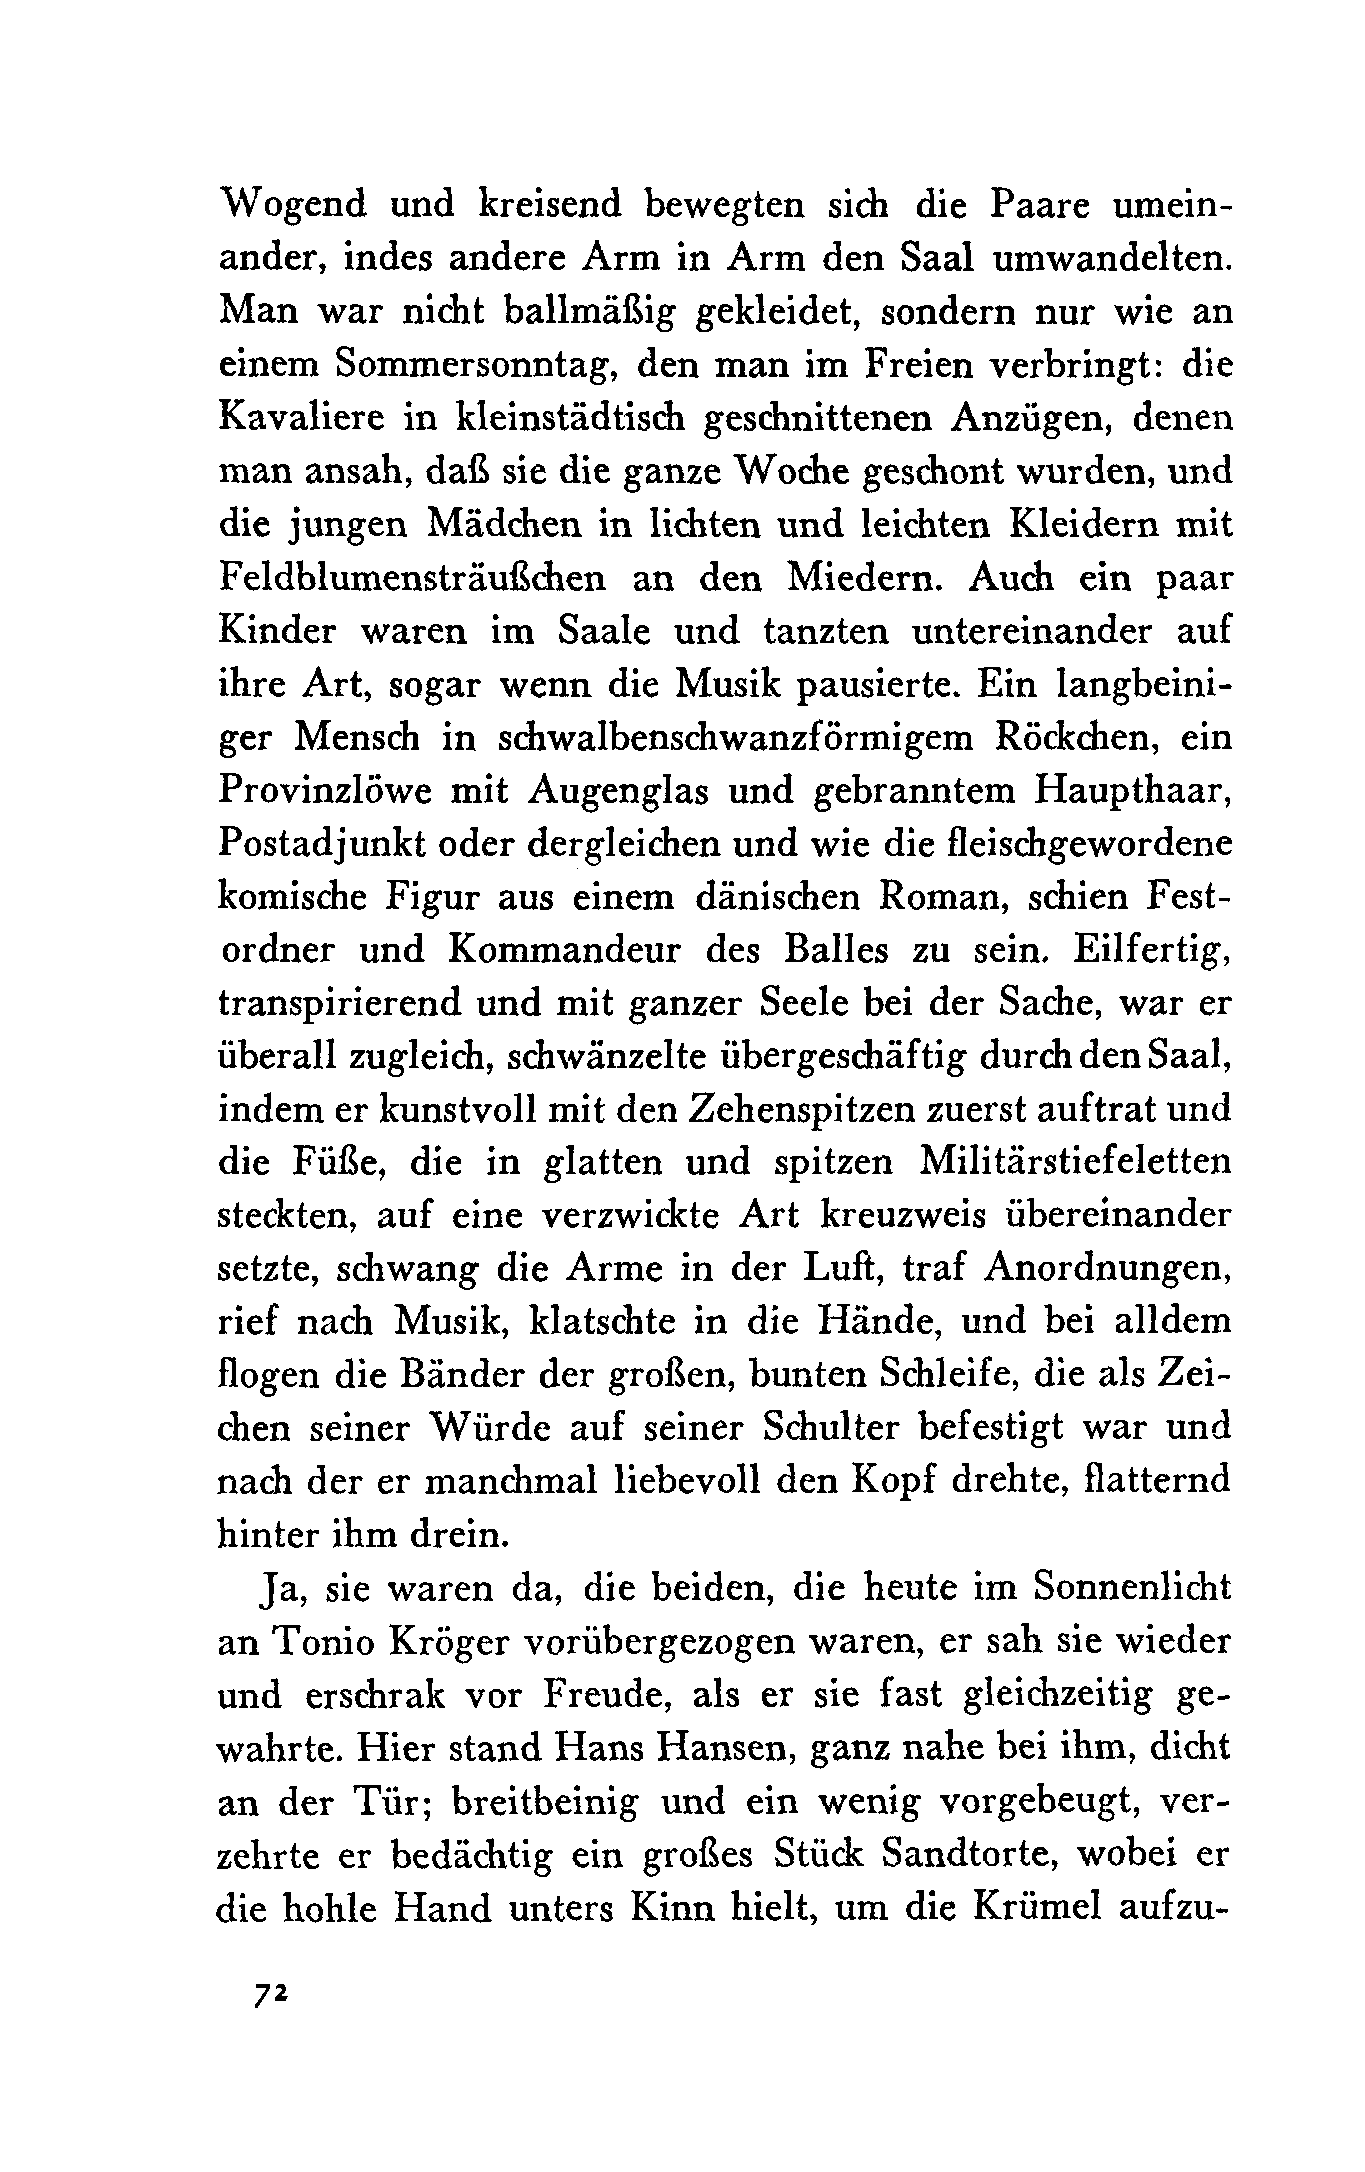 Wogend und kreisend bewegten sich die Paare umein-
ander, indes andere Arm in Arm den Saal umwandelten.
Man war nicht ballmäßig gekleidet, sondern nur wie an
einem Sommersonntag, den man im Freien verbringt: die
Kavaliere in kleinstädtisch geschnittenen Anzügen, denen
man ansah, daß sie die ganze Woche geschont wurden, und
die jungen Mädchen in lichten und leichten Kleidern mit
Feldblumensträußchen an den Miedern. Auch ein paar
Kinder waren im Saale und tanzten untereinander auf
ihre Art, sogar wenn die Musik pausierte. Ein langbeini-
ger Mensch in schwalbenschwanzförmigem Röckchen, ein
Provinzlöwe mit Augenglas und gebranntem Haupthaar,
Postadjunkt oder dergleichen und wie die fleischgewordene
komische Figur aus einem dänischen Roman, schien Fest-
ordner und Kommandeur des Balles zu sein. Eilfertig,
transpirierend und mit ganzer Seele bei der Sache, war er
überall zugleich, schwänzelte übergeschäftig durch den Saal,
indem er kunstvoll mit den Zehenspitzen zuerst auftrat und
die Füße, die in glatten und spitzen Militärstiefeletten
steckten, auf eine verzwickte Art kreuzweis übereinander
setzte, schwang die Arme in der Luft, traf Anordnungen,
rief nach Musik, klatschte in die Hände, und bei alldem
flogen die Bänder der großen, bunten Schleife, die als Zei-
chen seiner Würde auf seiner Schulter befestigt war und
nach der er manchmal liebevoll den Kopf drehte, flatternd
hinter ihm drein.
Ja, sie waren da, die beiden, die heute im Sonnenlicht
an Tonio Kröger vorübergezogen waren, er sah sie wieder
und erschrak vor Freude, als er sie fast gleichzeitig ge-
wahrte. Hier stand Hans Hansen, ganz nahe bei ihm, dicht
an der Tür; breitbeinig und ein wenig vorgebeugt, ver-
zehrte er bedächtig ein großes Stück Sandtorte, wobei er
die hohle Hand unters Kinn hielt, um die Krümel aufzu-
72